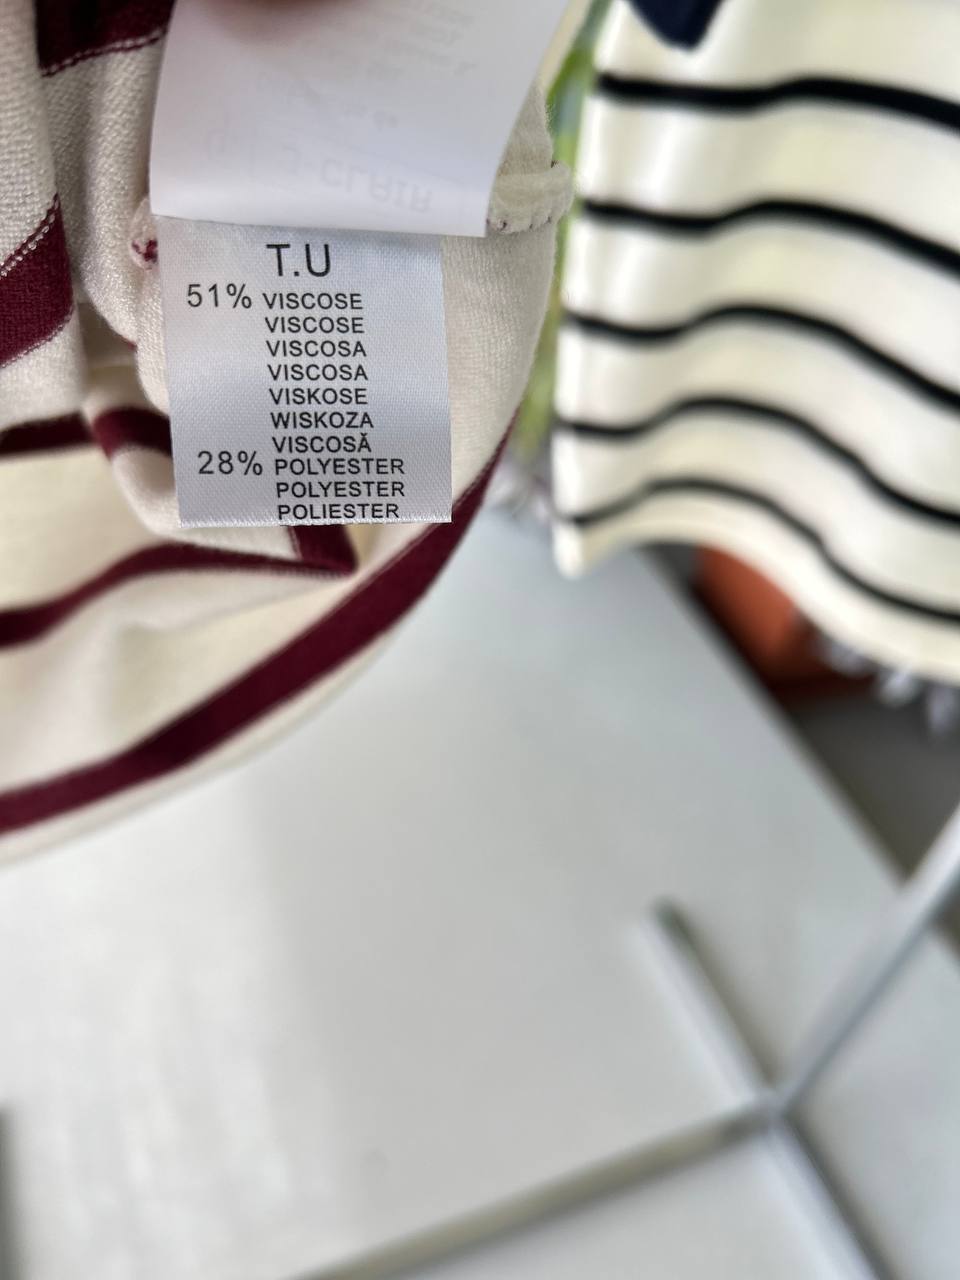 T.U
51% VISCOSE
VISCOSE
VISCOSA
VISCOSA
VISKOSE
WISKOZA
VISCOSĂ
28% POLYESTER
POLYESTER
POLIESTER